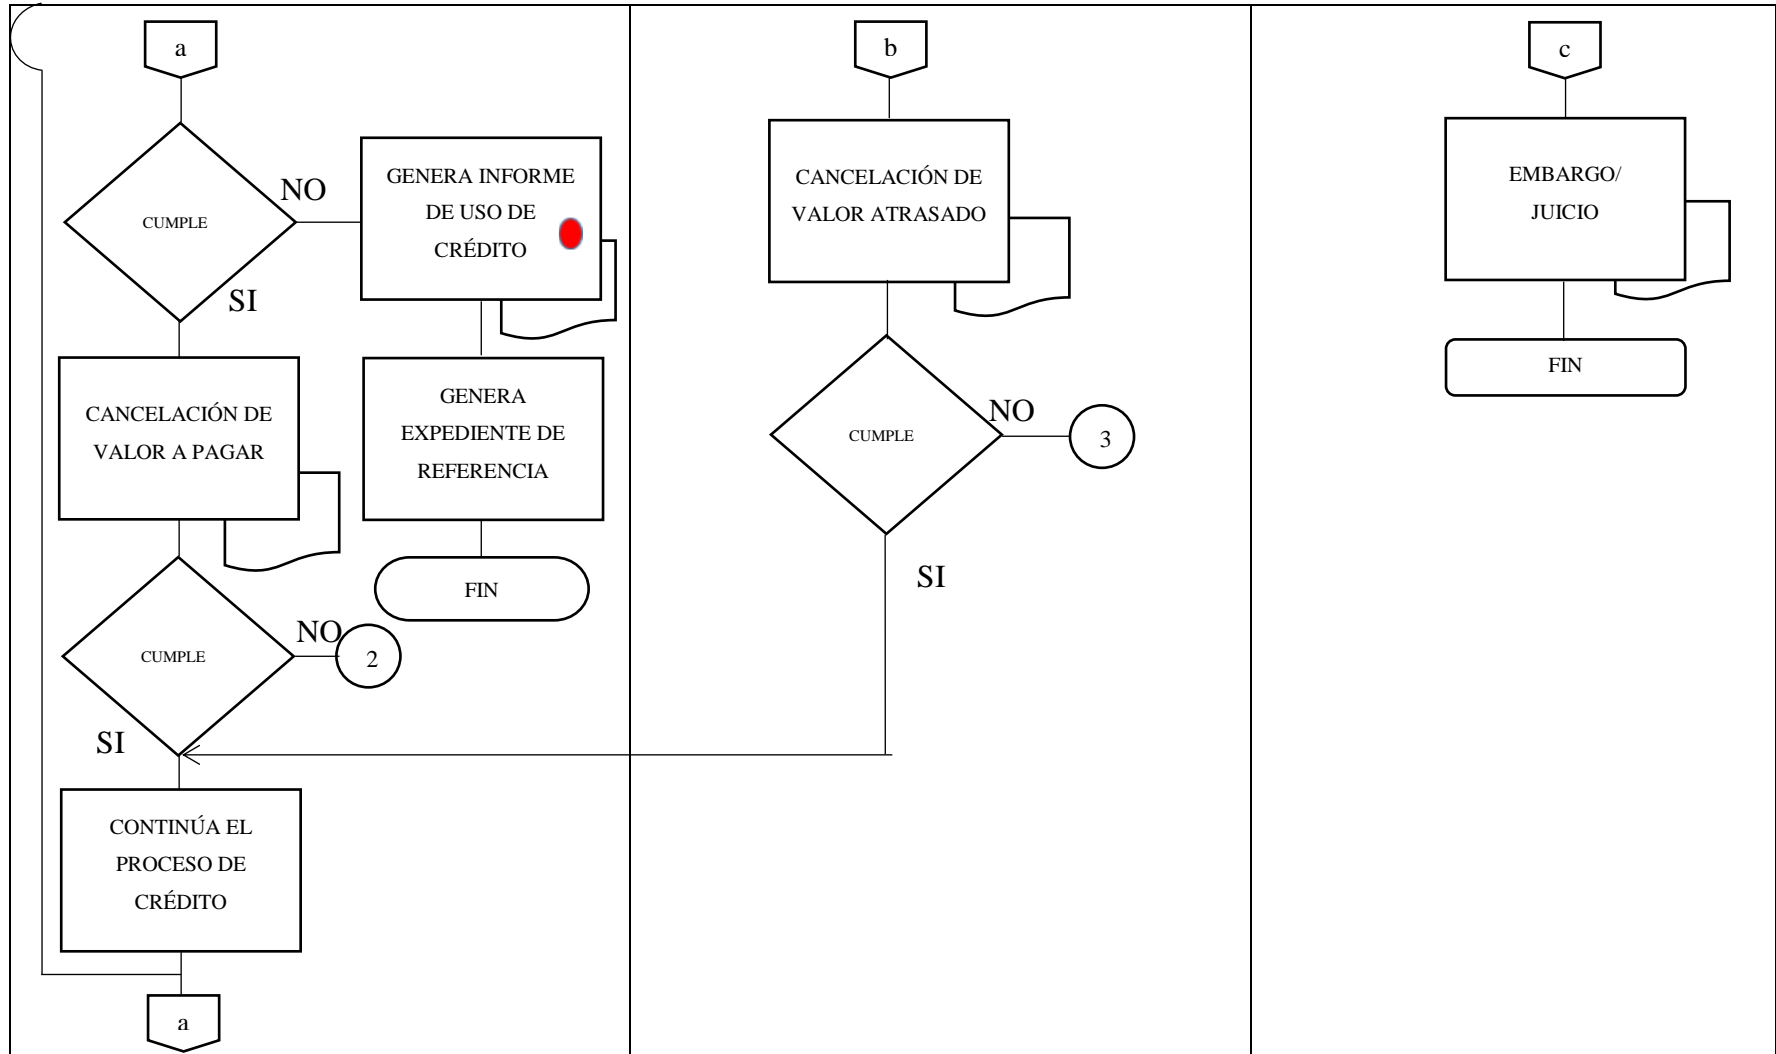 a
CUMPLE
NO
SI
GENERA INFORME
DE USO DE
CRÉDITO
CANCELACIÓN DE
VALOR A PAGAR
GENERA
EXPEDIENTE DE
REFERENCIA
FIN
CUMPLE
NO
2
SI
CONTINÚA EL
PROCESO DE
CRÉDITO
a
b
CANCELACIÓN DE
VALOR ATRASADO
CUMPLE
NO
3
SI
c
EMBARGO/
JUICIO
FIN